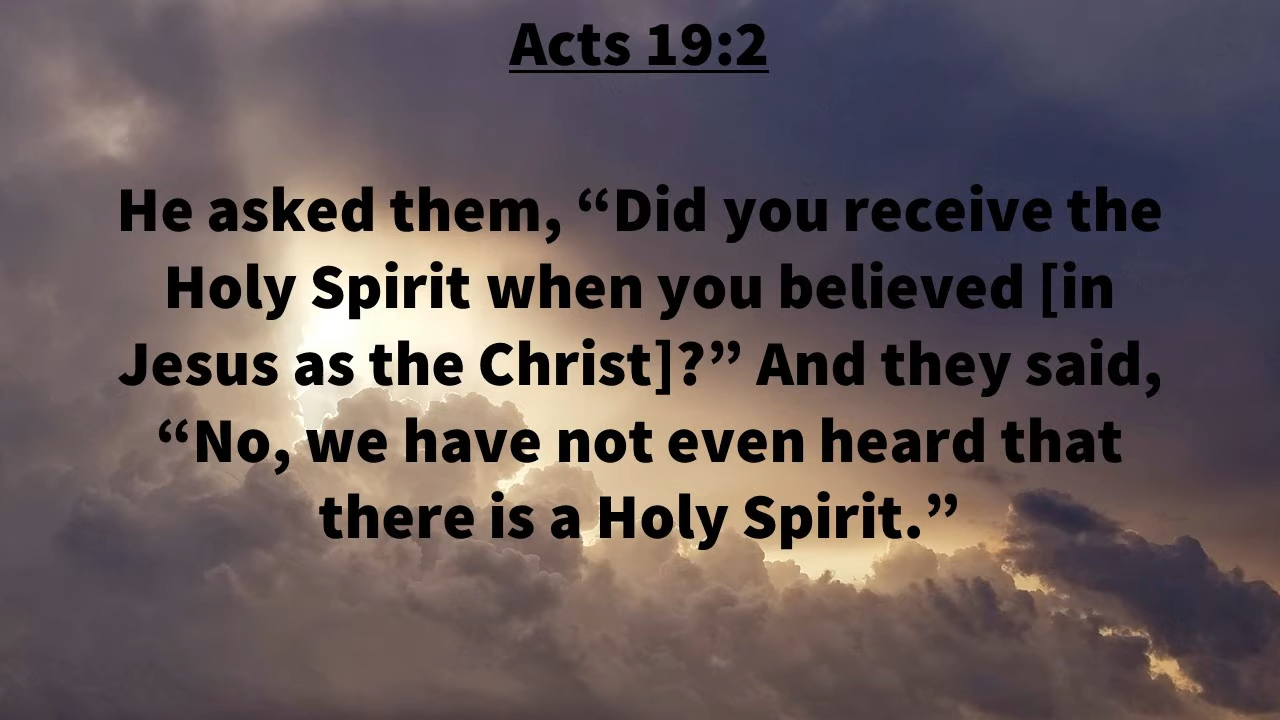 Acts 19:2
He asked them, “Did you receive the
Holy Spirit when you believed [in
Jesus as the Christ]?” And they said,
“No, we have not even heard that
there is a Holy Spirit.”